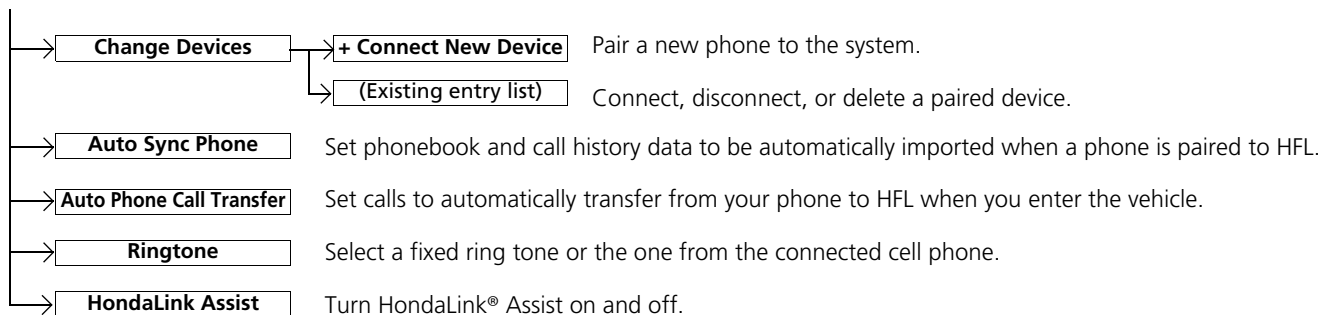 Change Devices + Connect New Device Pair a new phone to the system.
(Existing entry list) Connect, disconnect, or delete a paired device.
Auto Sync Phone Set phonebook and call history data to be automatically imported when a phone is paired to HFL.
Auto Phone Call Transfer Set calls to automatically transfer from your phone to HFL when you enter the vehicle.
Ringtone Select a fixed ring tone or the one from the connected cell phone.
HondaLink Assist Turn HondaLink® Assist on and off.